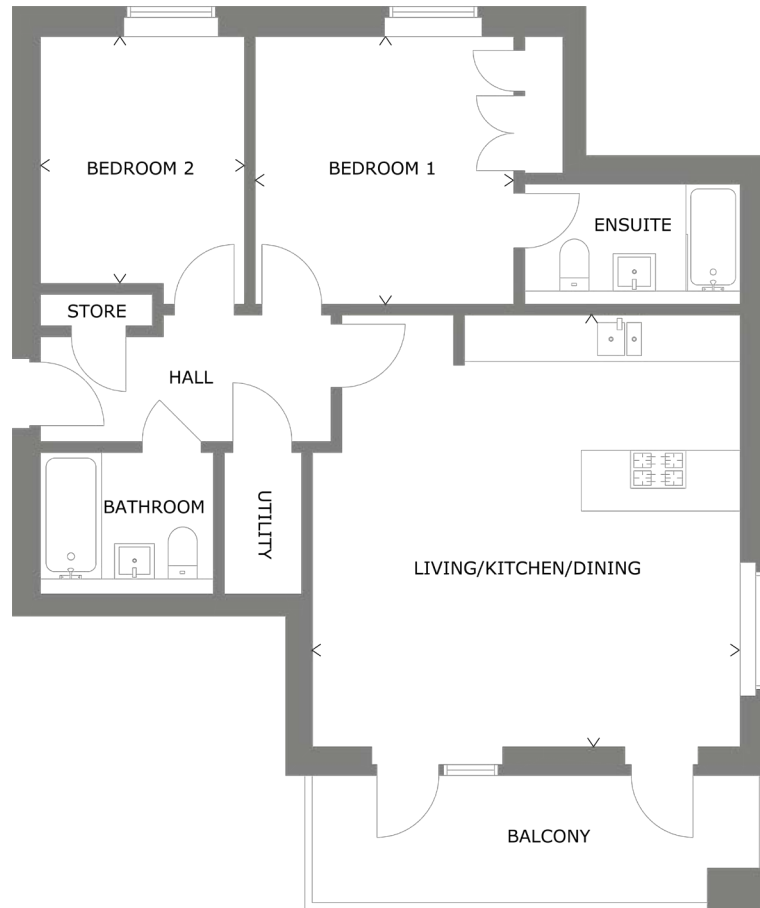 BEDROOM 2
BEDROOM 1
ENSUITE
STORE
HALL
BATHROOM
UTILITY
LIVING/KITCHEN/DINING
BALCONY